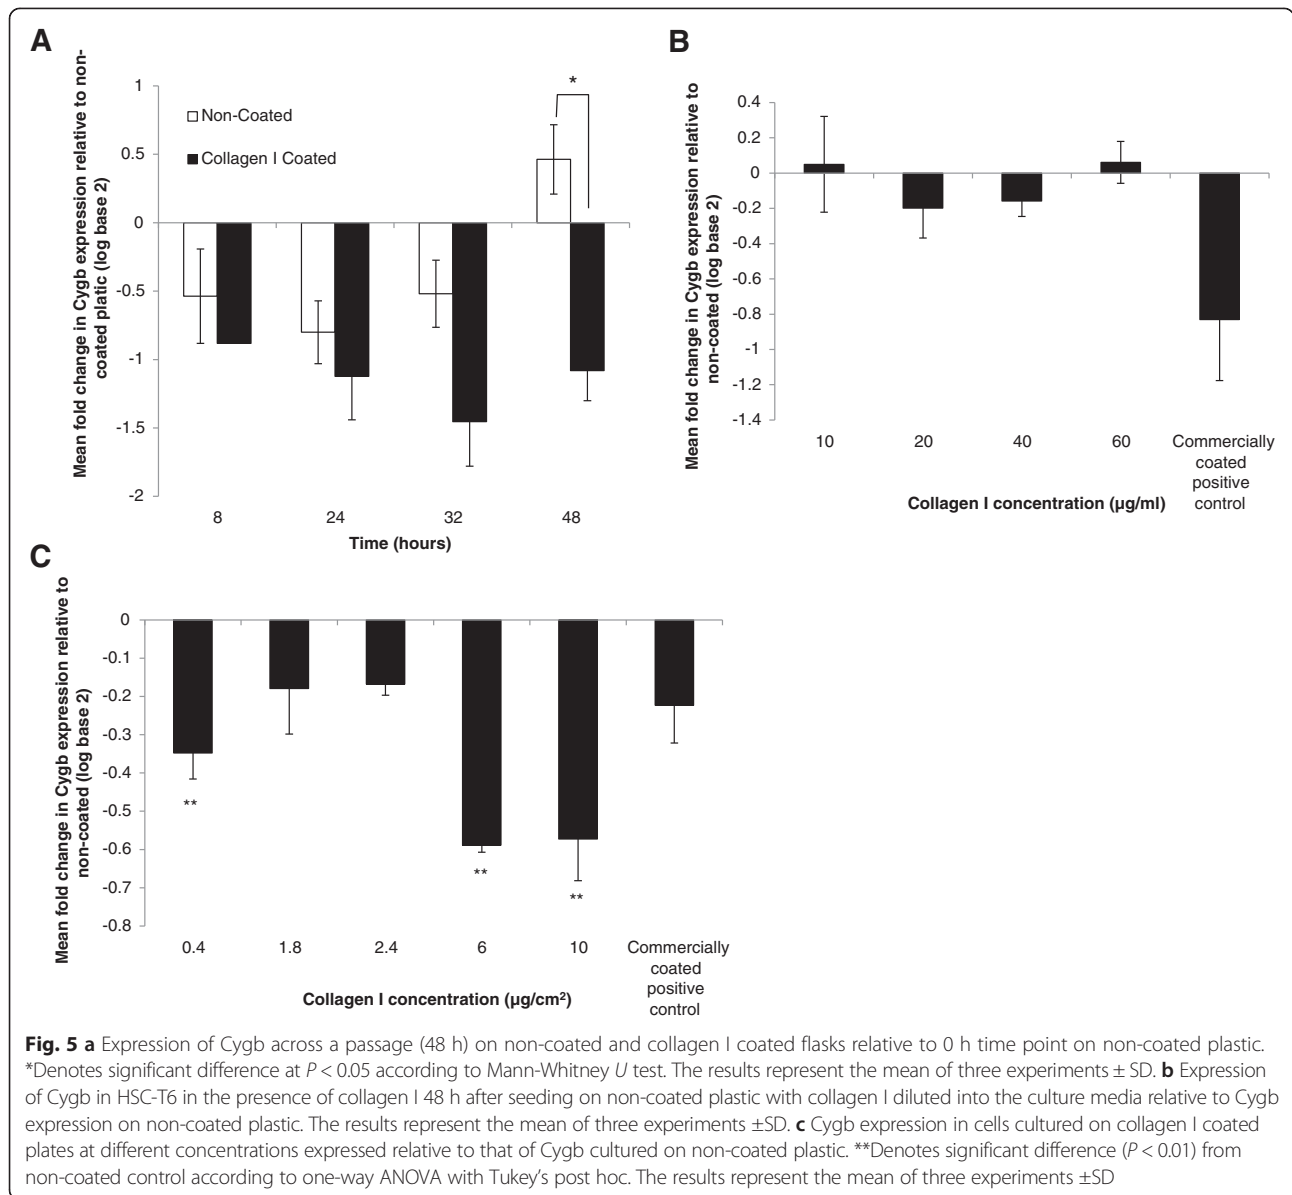 A
Mean fold change in Cygb expression relative to non-
coated platic (log base 2)
1
0.5
0
-0.5
-1
-1.5
-2
Non-Coated
Collagen I Coated
*
8 24 32 48
Time (hours)
B
Mean fold change in Cygb expression relative to
non-coated (log base 2)
0.4
0.2
0
-0.2
-0.4
-0.6
-0.8
-1
-1.2
-1.4
10 20 40 60 Commercially
coated
positive
control
Collagen I concentration (µg/ml)
C
Mean fold change in Cygb expression relative to
non-coated (log base 2)
0
-0.1
-0.2
-0.3
-0.4
-0.5
-0.6
-0.7
-0.8
**
**
**
0.4 1.8 2.4 6 10 Commercially
coated
positive
control
Collagen I concentration (µg/cm²)
Fig. 5 a Expression of Cygb across a passage (48 h) on non-coated and collagen I coated flasks relative to 0 h time point on non-coated plastic.
*Denotes significant difference at P < 0.05 according to Mann-Whitney U test. The results represent the mean of three experiments ± SD. b Expression
of Cygb in HSC-T6 in the presence of collagen I 48 h after seeding on non-coated plastic with collagen I diluted into the culture media relative to Cygb
expression on non-coated plastic. The results represent the mean of three experiments ±SD. c Cygb expression in cells cultured on collagen I coated
plates at different concentrations expressed relative to that of Cygb cultured on non-coated plastic. **Denotes significant difference (P < 0.01) from
non-coated control according to one-way ANOVA with Tukey's post hoc. The results represent the mean of three experiments ±SD